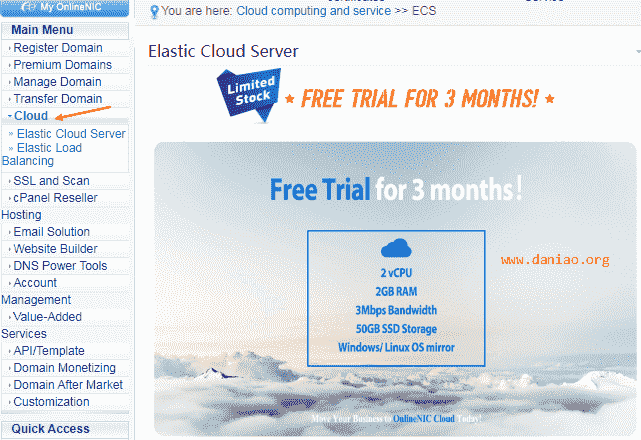 My OnlineNIC
Main Menu
Register Domain
Premium Domains
Manage Domain
Transfer Domain
Cloud
» Elastic Cloud Server
» Elastic Load
Balancing
SSL and Scan
cPanel Reseller
Hosting
Email Solution
Website Builder
DNS Power Tools
Account
Management
Value-Added
Services
API/Template
Domain Monetizing
Domain After Market
Customization
Quick Access
You are here: Cloud computing and service >> ECS
Elastic Cloud Server
Limited
Stock
FREE TRIAL FOR 3 MONTHS!
Free Trial for 3 months!
2 vCPU
2GB RAM
3Mbps Bandwidth
50GB SSD Storage
Windows/ Linux OS mirror
www.daniao.org
Move Your Business to OnlineNIC Cloud Today!